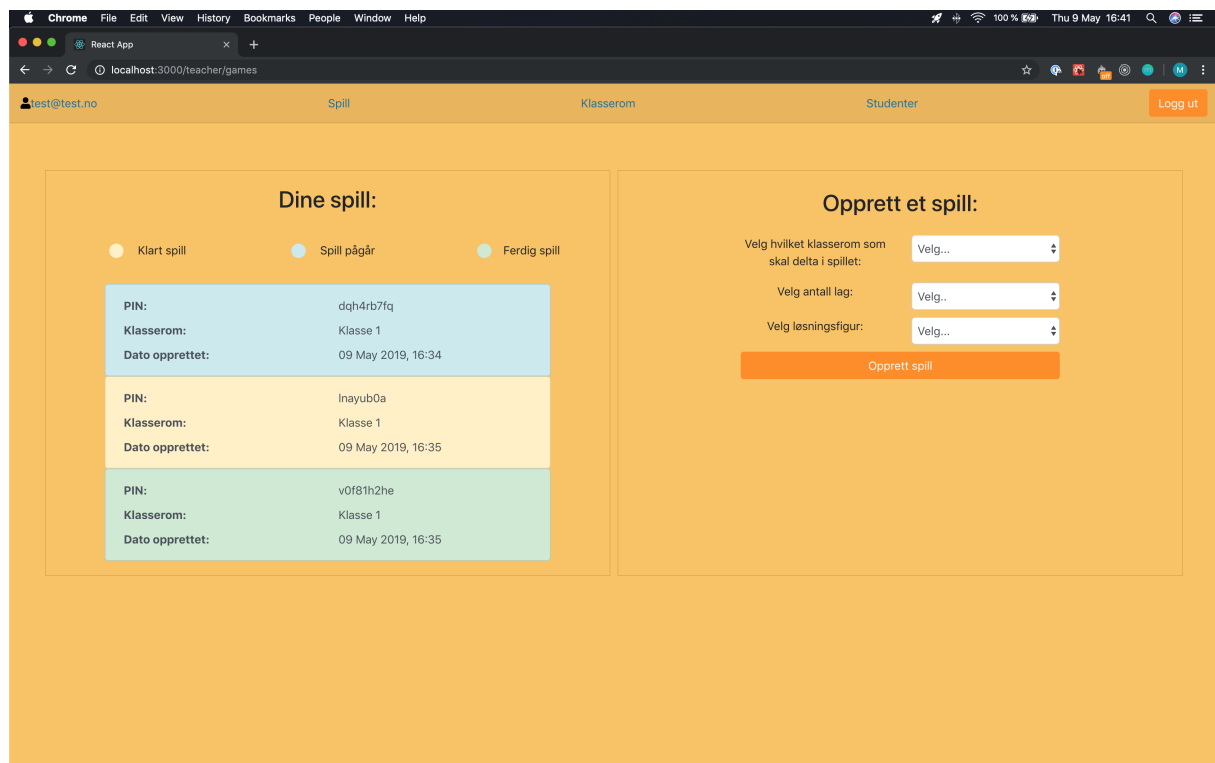 Chrome File Edit View History Bookmarks People Window Help 100 % Thu 9 May 16:41
React App
localhost:3000/teacher/games
off M
test@test.no Spill Klasserom Studenter Logg ut
Dine spill:
Klart spill Spill pågår Ferdig spill
PIN: dqh4rb7fq
Klasserom: Klasse 1
Dato opprettet: 09 May 2019, 16:34
PIN: lnayub0a
Klasserom: Klasse 1
Dato opprettet: 09 May 2019, 16:35
PIN: v0f81h2he
Klasserom: Klasse 1
Dato opprettet: 09 May 2019, 16:35
Opprett et spill:
Velg hvilket klasserom som
skal delta i spillet:
Velg...
Velg antall lag: Velg..
Velg løsningsfigur: Velg...
Opprett spill